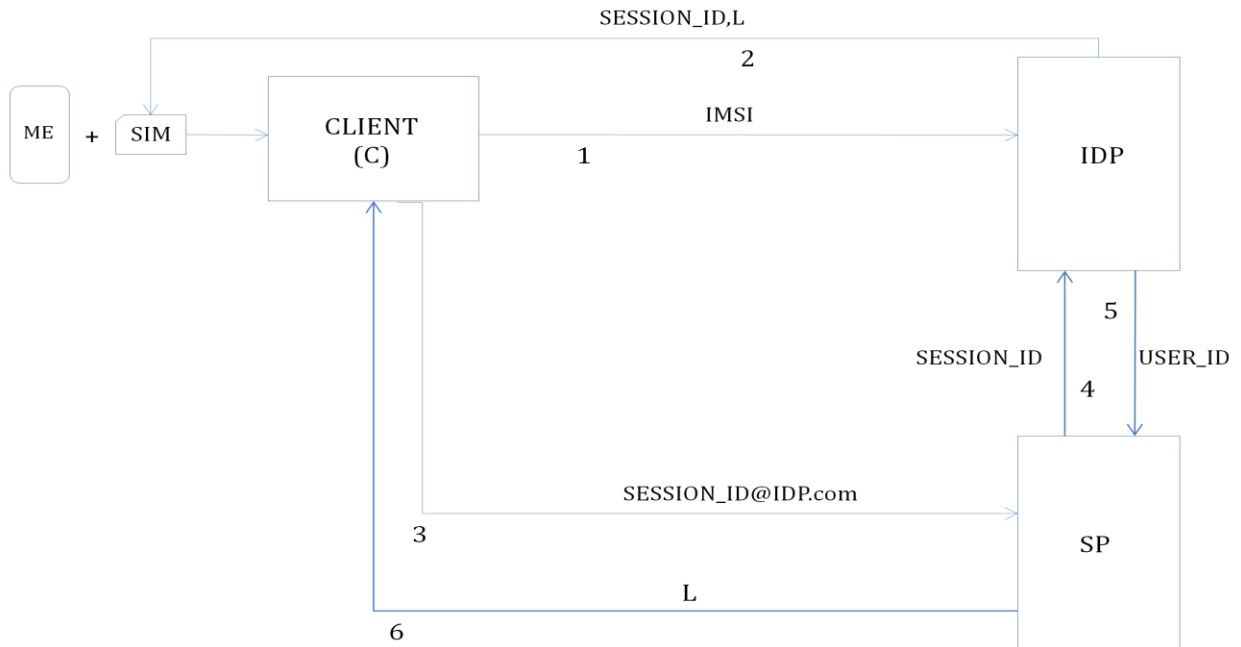 SESSION_ID,L
2
ME
+
SIM
CLIENT
(C)
IMSI
1
IDP
5
SESSION_ID
USER_ID
4
SESSION_ID@IDP.com
3
SP
L
6